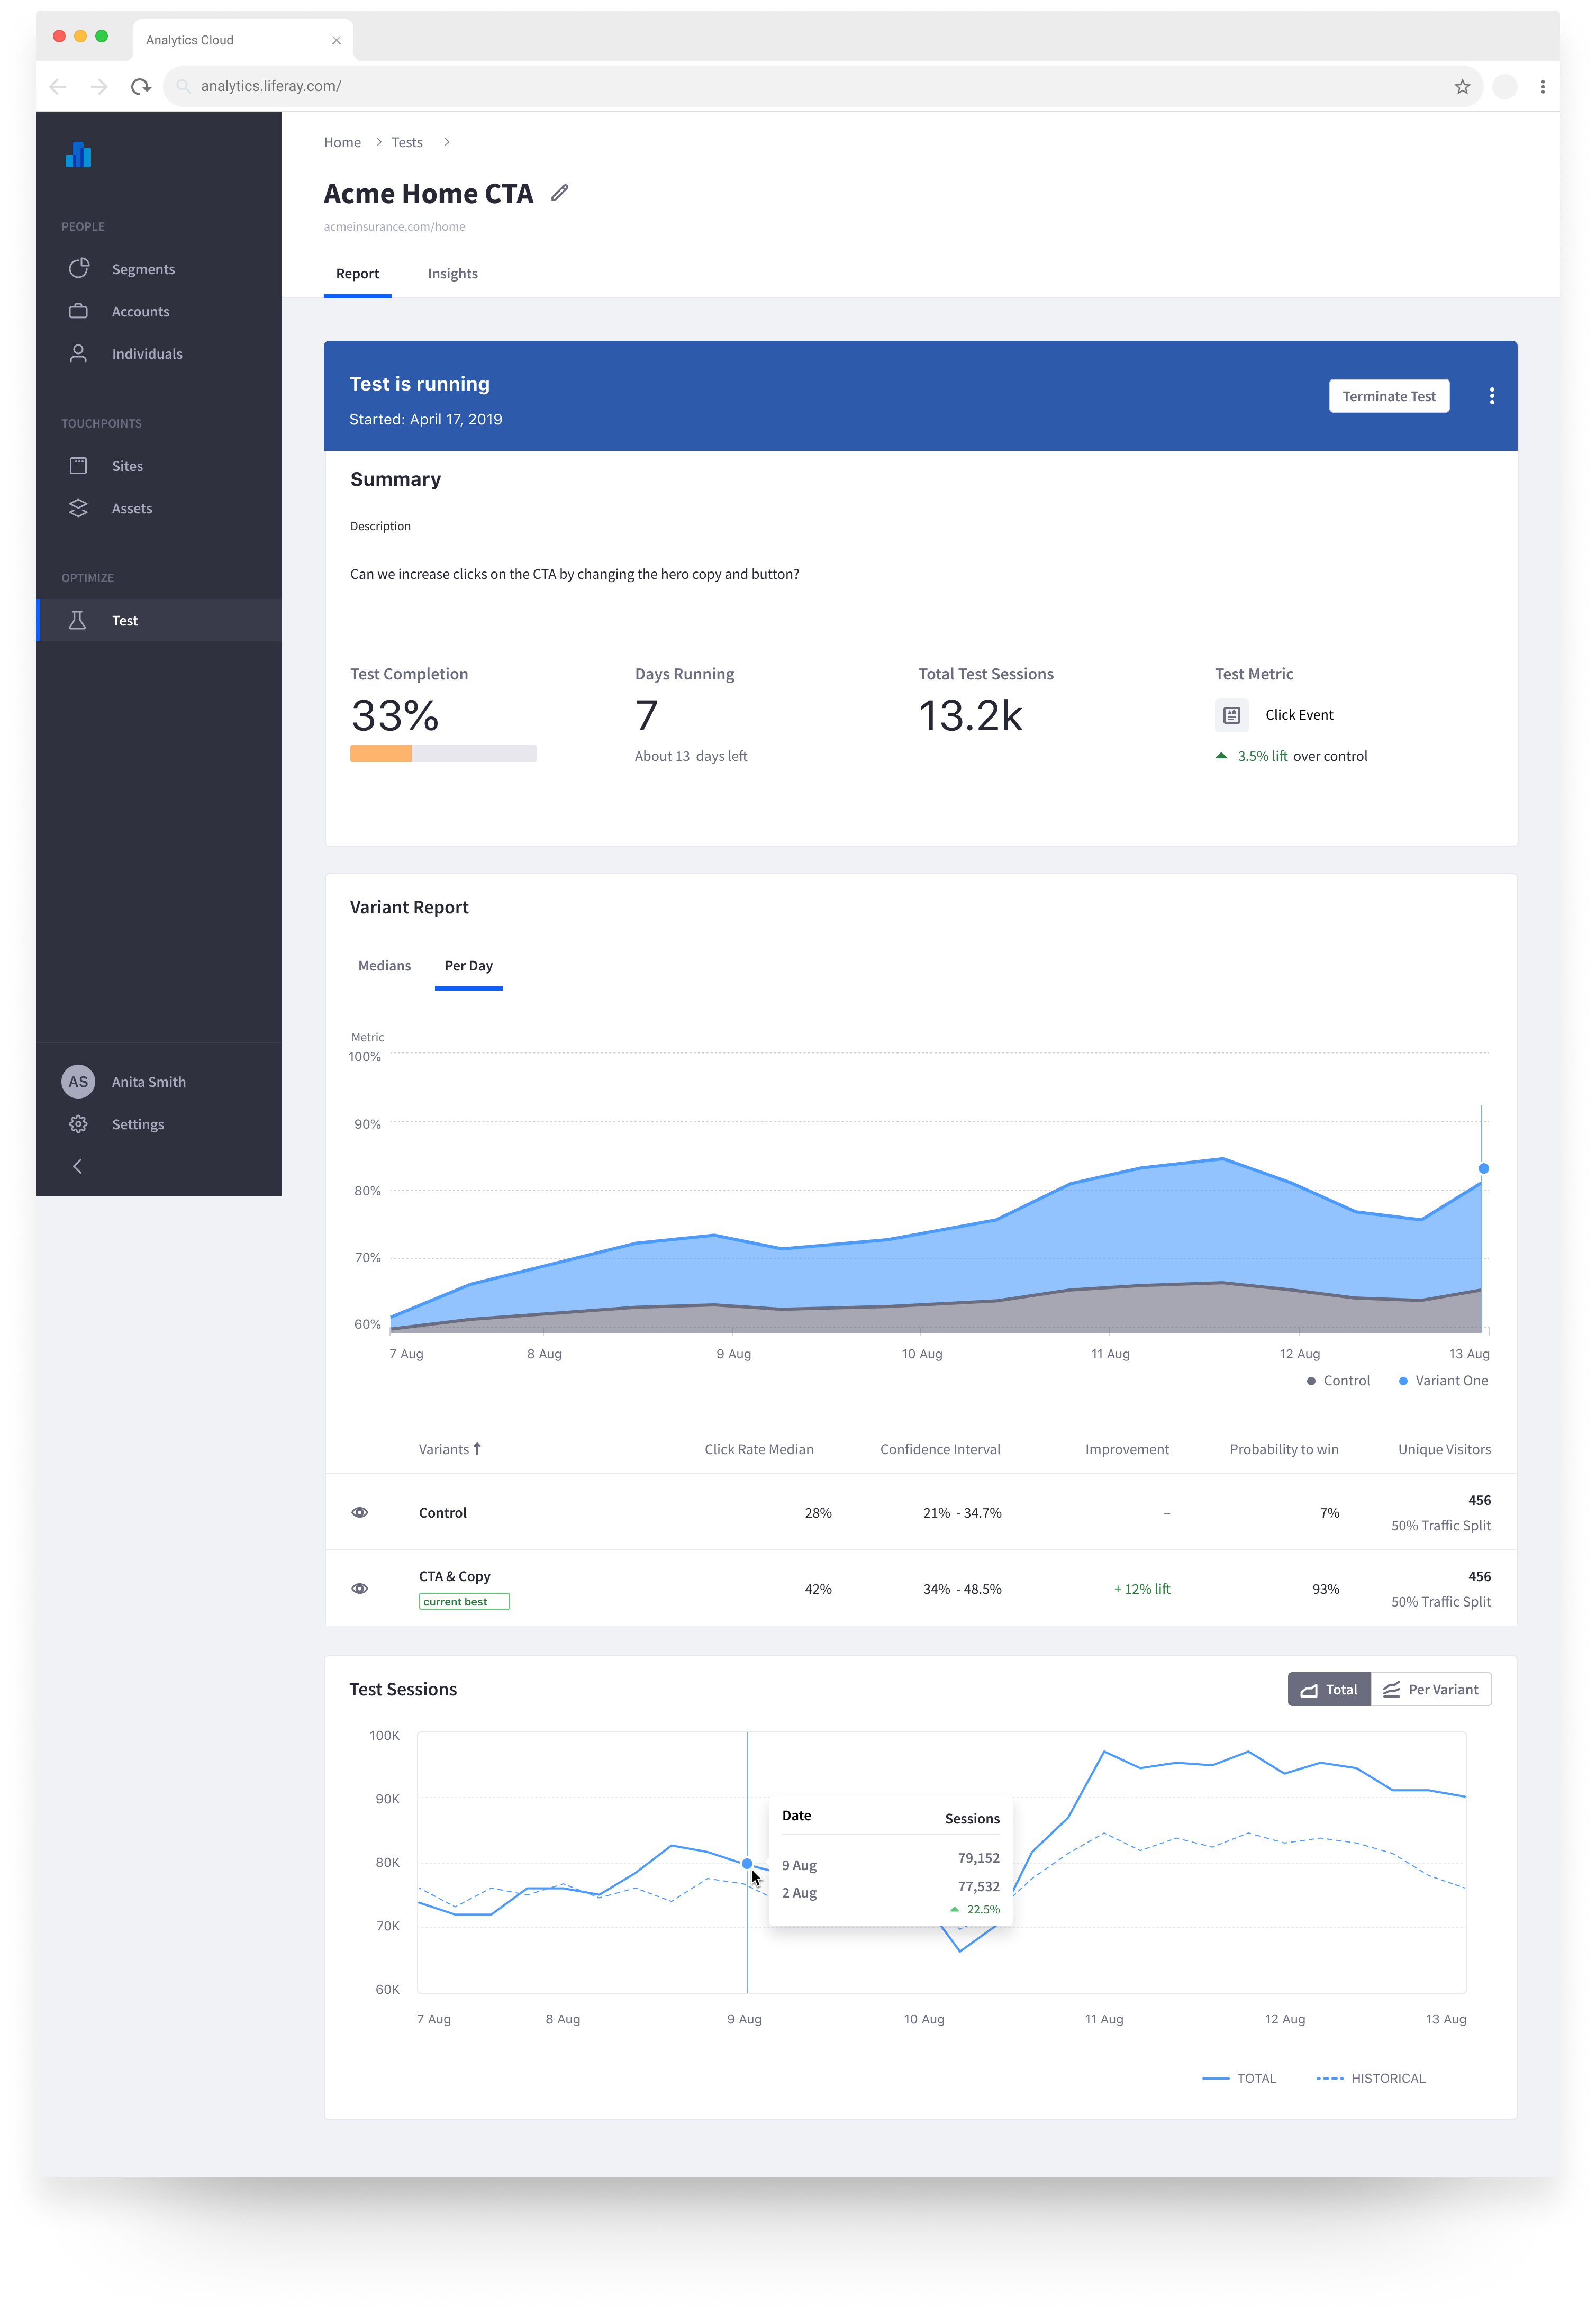 Analytics Cloud
analytics.liferay.com/
PEOPLE
Segments
Accounts
Individuals
TOUCHPOINTS
Sites
Assets
OPTIMIZE
Test
AS Anita Smith
Settings
Home Tests
Acme Home CTA
acmeinsurance.com/home
Report Insights
Test is running
Started: April 17, 2019
Terminate Test
Summary
Description
Can we increase clicks on the CTA by changing the hero copy and button?
Test Completion
33%
Days Running
7
About 13 days left
Total Test Sessions
13.2k
Test Metric
Click Event
3.5% lift over control
Variant Report
Medians Per Day
Metric
100%
90%
80%
70%
60%
7 Aug 8 Aug 9 Aug 10 Aug 11 Aug 12 Aug 13 Aug
Control Variant One
Variants Click Rate Median Confidence Interval Improvement Probability to win Unique Visitors
Control 28% 21% - 34.7% – 7% 456
50% Traffic Split
CTA & Copy 42% 34% - 48.5% + 12% lift 93% 456
current best 50% Traffic Split
Test Sessions
Total Per Variant
100K
90K
80K
70K
60K
Date Sessions
9 Aug 79,152
2 Aug 77,532
22.5%
7 Aug 8 Aug 9 Aug 10 Aug 11 Aug 12 Aug 13 Aug
TOTAL HISTORICAL